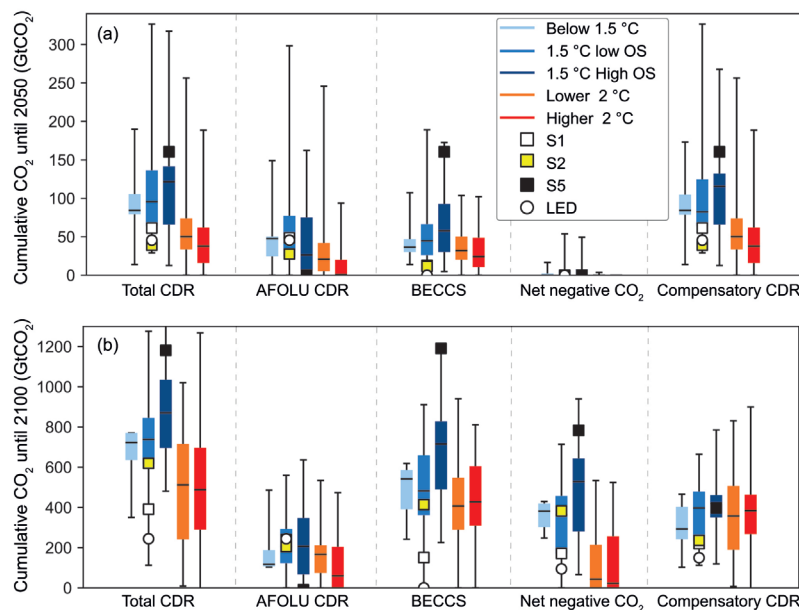 (a)
Cumulative CO₂ until 2050 (GtCO₂)
300
250
200
150
100
50
0
Below 1.5 °C
1.5 °C low OS
1.5 °C High OS
Lower 2 °C
Higher 2 °C
S1
S2
S5
LED
Total CDR AFOLU CDR BECCS Net negative CO₂ Compensatory CDR
(b)
Cumulative CO₂ until 2100 (GtCO₂)
1200
1000
800
600
400
200
0
Total CDR AFOLU CDR BECCS Net negative CO₂ Compensatory CDR